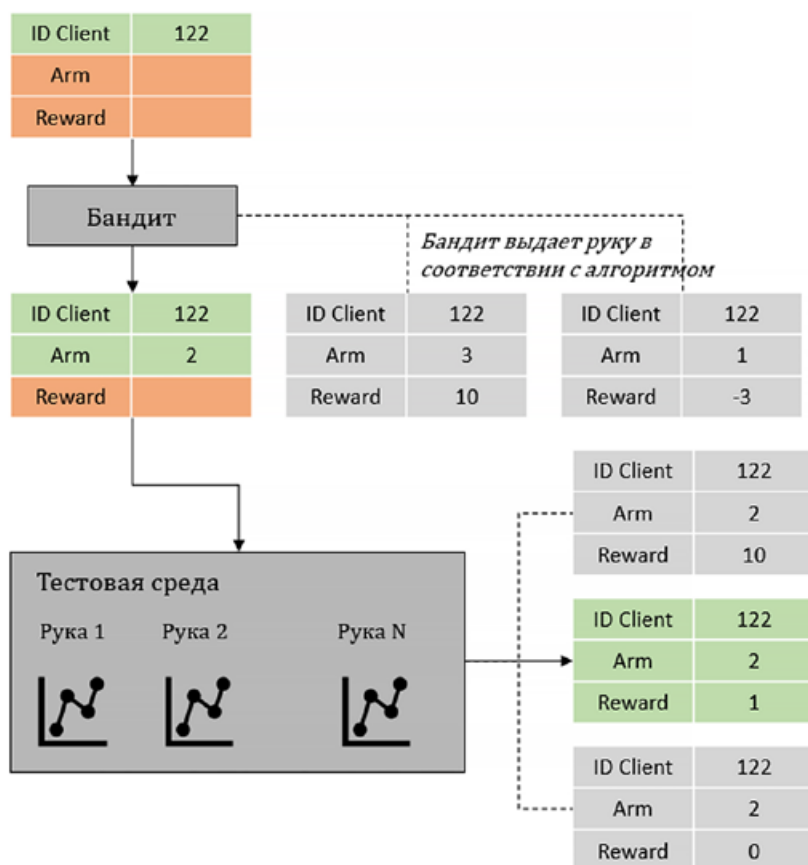 ID Client 122
Arm
Reward
Бандит
Бандит выдает руку в
соответствии с алгоритмом
ID Client 122
Arm 2
Reward
ID Client 122
Arm 3
Reward 10
ID Client 122
Arm 1
Reward -3
Тестовая среда
Рука 1 Рука 2 Рука N
ID Client 122
Arm 2
Reward 10
ID Client 122
Arm 2
Reward 1
ID Client 122
Arm 2
Reward 0